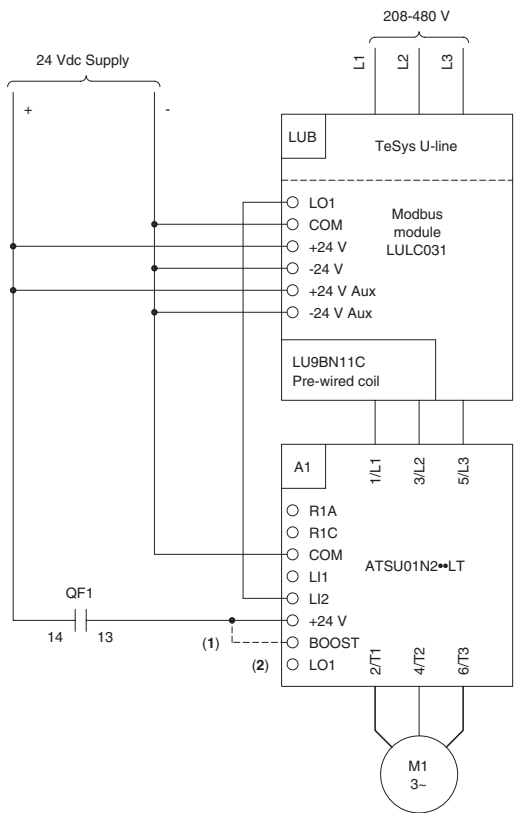 208-480 V
24 Vdc Supply
L1
L2
L3
+
-
LUB
TeSys U-line
LO1
COM
+24 V
-24 V
+24 V Aux
-24 V Aux
Modbus
module
LULC031
LU9BN11C
Pre-wired coil
A1
1/L1
3/L2
5/L3
R1A
R1C
COM
LI1
LI2
+24 V
BOOST
LO1
ATSU01N2••LT
QF1
14
13
(1)
(2)
2/T1
4/T2
6/T3
M1
3~